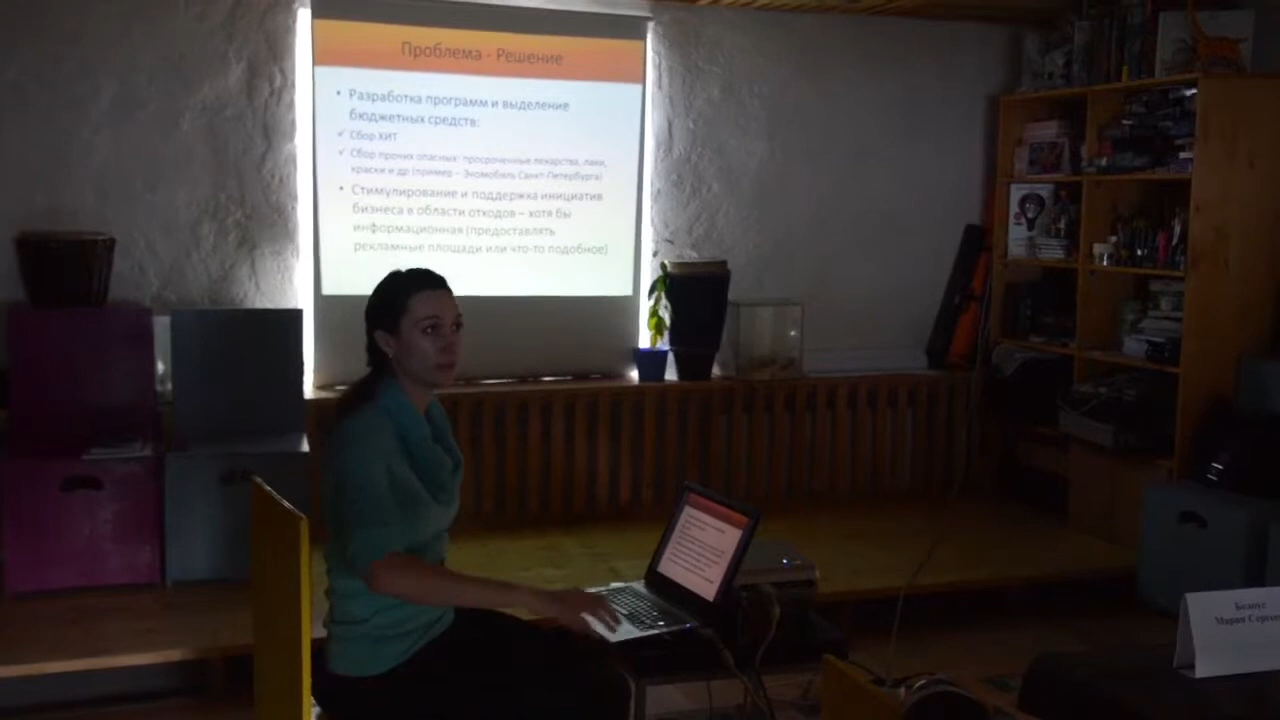 Проблема - Решение
• Разработка программ и выделение
бюджетных средств:
✓ Сбор ХИТ
✓ Сбор прочих опасных: просроченные лекарства, лаки,
краски и др (пример – Экомобиль Санкт-Петербурга)
• Стимулирование и поддержка инициатив
бизнеса в области отходов – хотя бы
информационная (предоставлять
рекламные площади или что-то подобное)